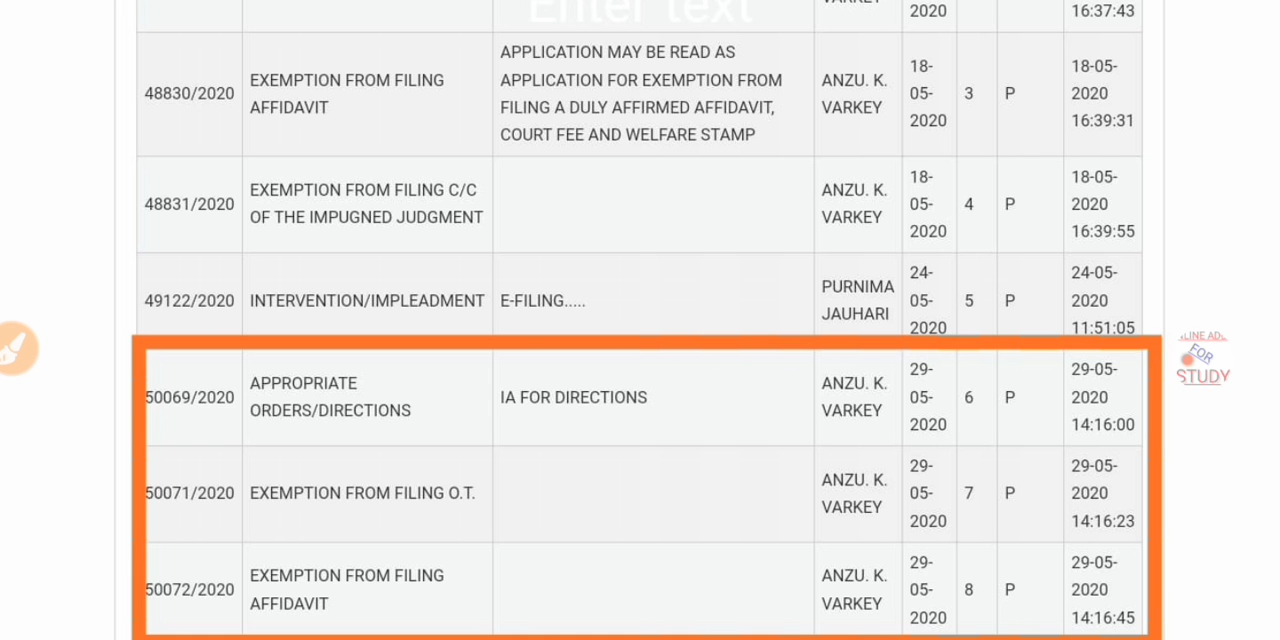 Enter text
VARKEY
2020
16:37:43
48830/2020
EXEMPTION FROM FILING
AFFIDAVIT
APPLICATION MAY BE READ AS
APPLICATION FOR EXEMPTION FROM
FILING A DULY AFFIRMED AFFIDAVIT,
COURT FEE AND WELFARE STAMP
ANZU. K.
VARKEY
18-
05-
2020
3
P
18-05-
2020
16:39:31
48831/2020
EXEMPTION FROM FILING C/C
OF THE IMPUGNED JUDGMENT
ANZU. K.
VARKEY
18-
05-
2020
4
P
18-05-
2020
16:39:55
49122/2020
INTERVENTION/IMPLEADMENT
E-FILING.....
PURNIMA
JAUHARI
24-
05-
2020
5
P
24-05-
2020
11:51:05
50069/2020
APPROPRIATE
ORDERS/DIRECTIONS
IA FOR DIRECTIONS
ANZU. K.
VARKEY
29-
05-
2020
6
P
29-05-
2020
14:16:00
50071/2020
EXEMPTION FROM FILING O.T.
ANZU. K.
VARKEY
29-
05-
2020
7
P
29-05-
2020
14:16:23
50072/2020
EXEMPTION FROM FILING
AFFIDAVIT
ANZU. K.
VARKEY
29-
05-
2020
8
P
29-05-
2020
14:16:45
FOR
STUDY